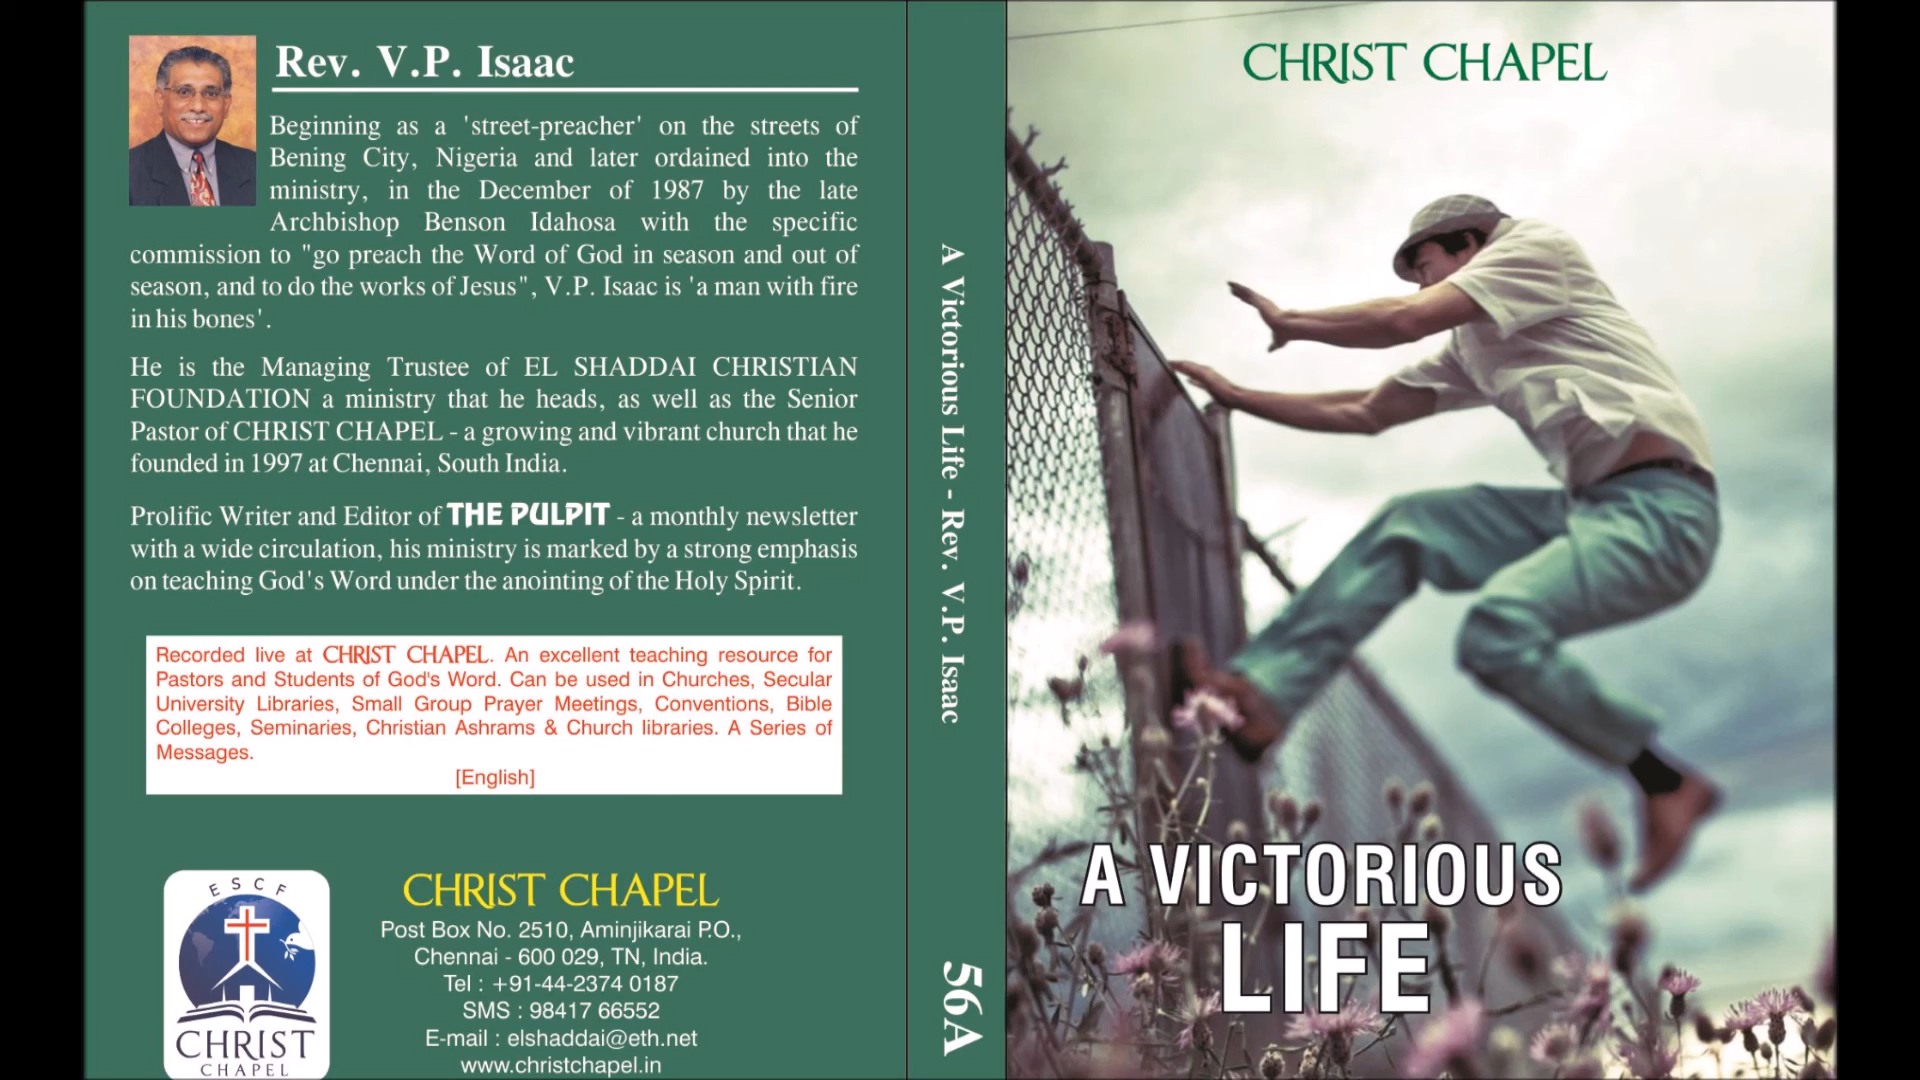 Rev. V.P. Isaac
Beginning as a 'street-preacher' on the streets of
Bening City, Nigeria and later ordained into the
ministry, in the December of 1987 by the late
Archbishop Benson Idahosa with the specific
commission to "go preach the Word of God in season and out of
season, and to do the works of Jesus", V.P. Isaac is 'a man with fire
in his bones'.
He is the Managing Trustee of EL SHADDAI CHRISTIAN
FOUNDATION a ministry that he heads, as well as the Senior
Pastor of CHRIST CHAPEL - a growing and vibrant church that he
founded in 1997 at Chennai, South India.
Prolific Writer and Editor of THE PULPIT - a monthly newsletter
with a wide circulation, his ministry is marked by a strong emphasis
on teaching God's Word under the anointing of the Holy Spirit.
Recorded live at CHRIST CHAPEL. An excellent teaching resource for
Pastors and Students of God's Word. Can be used in Churches, Secular
University Libraries, Small Group Prayer Meetings, Conventions, Bible
Colleges, Seminaries, Christian Ashrams & Church libraries. A Series of
Messages.
[English]
ESCF
CHRIST
CHAPEL
CHRIST CHAPEL
Post Box No. 2510, Aminjikarai P.O.,
Chennai - 600 029, TN, India.
Tel : +91-44-2374 0187
SMS : 98417 66552
E-mail : elshaddai@eth.net
www.christchapel.in
A Victorious Life - Rev. V.P. Isaac
56A
CHRIST CHAPEL
A VICTORIOUS
LIFE